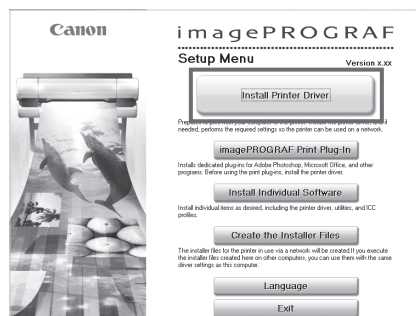 Canon
imagePROGRAF
Setup Menu
Version x.xx
Install Printer Driver
needed, performs the required settings so the printer can be used on a network.
imagePROGRAF Print Plug-In
Installs dedicated plug-ins for Adobe Photoshop, Microsoft Office, and other
programs. Before using the print plug-ins, install the printer driver.
Install Individual Software
Install individual items as desired, including the printer driver, utilities, and ICC
profiles.
Create the Installer Files
The installer files for the printer in use via a network will be created.If you execute
the installer files created here on other computers, you can use them with the same
driver settings as this computer.
Language
Exit